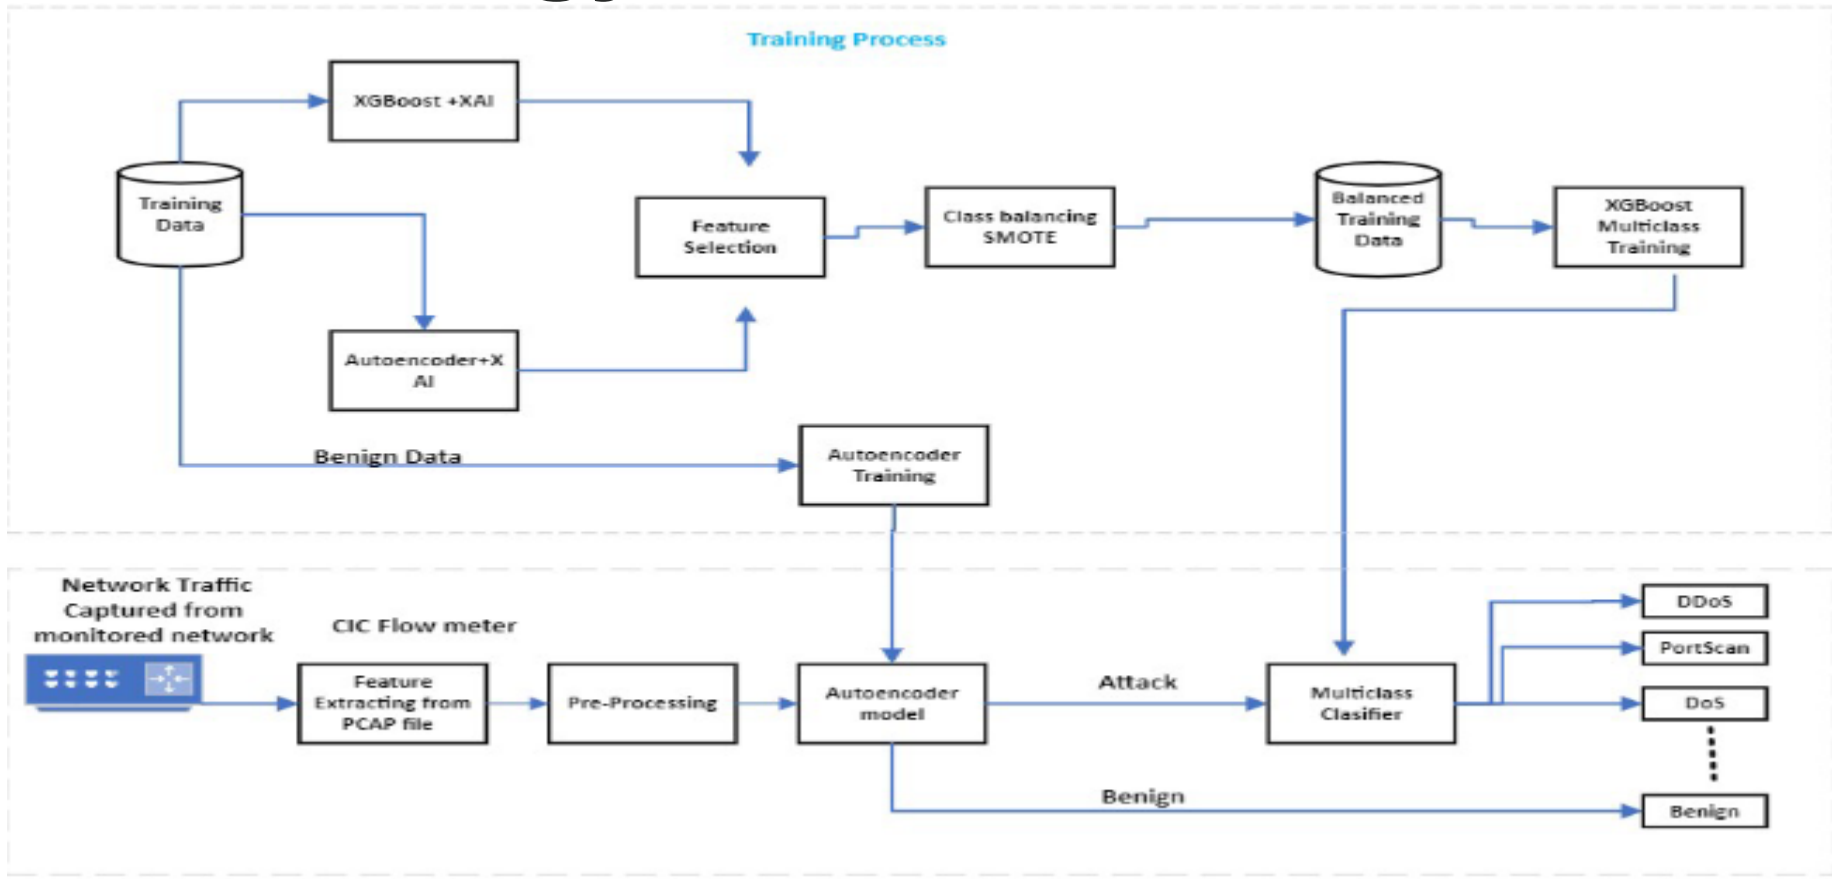 Training Process
XGBoost +XAI
Training
Data
Feature
Selection
Class balancing
SMOTE
Balanced
Training
Data
XGBoost
Multiclass
Training
Autoencoder+X
AI
Benign Data
Autoencoder
Training
Network Traffic
Captured from
monitored network
CIC Flow meter
Feature
Extracting from
PCAP file
Pre-Processing
Autoencoder
model
Attack
Multiclass
Clasifier
DDoS
PortScan
DoS
Benign
Benign